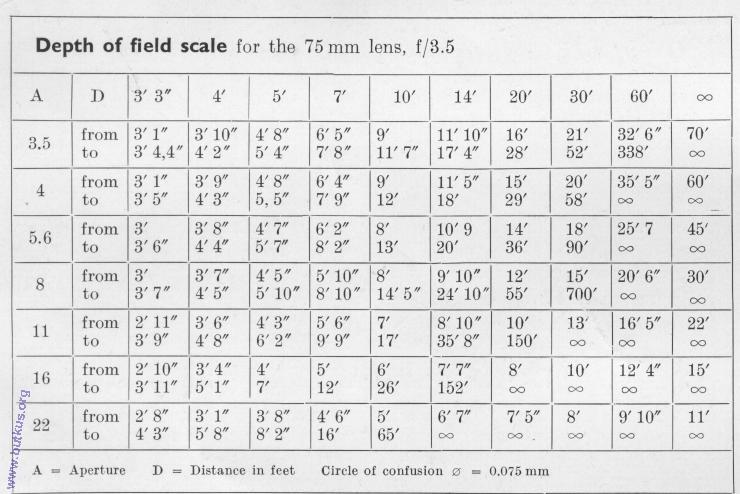 Depth of field scale for the 75 mm lens, f/3.5
A D 3′ 3″ 4′ 5′ 7′ 10′ 14′ 20′ 30′ 60′ ∞
3.5 from 3′ 1″ 3′ 10″ 4′ 8″ 6′ 5″ 9′ 11′ 10″ 16′ 21′ 32′ 6″ 70′
to 3′ 4,4″ 4′ 2″ 5′ 4″ 7′ 8″ 11′ 7″ 17′ 4″ 28′ 52′ 338′ ∞
4 from 3′ 1″ 3′ 9″ 4′ 8″ 6′ 4″ 9′ 11′ 5″ 15′ 20′ 35′ 5″ 60′
to 3′ 5″ 4′ 3″ 5, 5″ 7′ 9″ 12′ 18′ 29′ 58′ ∞ ∞
5.6 from 3′ 3′ 8″ 4′ 7″ 6′ 2″ 8′ 10′ 9 14′ 18′ 25′ 7 45′
to 3′ 6″ 4′ 4″ 5′ 7″ 8′ 2″ 13′ 20′ 36′ 90′ ∞ ∞
8 from 3′ 3′ 7″ 4′ 5″ 5′ 10″ 8′ 9′ 10″ 12′ 15′ 20′ 6″ 30′
to 3′ 7″ 4′ 5″ 5′ 10″ 8′ 10″ 14′ 5″ 24′ 10″ 55′ 700′ ∞ ∞
11 from 2′ 11″ 3′ 6″ 4′ 3″ 5′ 6″ 7′ 8′ 10″ 10′ 13′ 16′ 5″ 22′
to 3′ 9″ 4′ 8″ 6′ 2″ 9′ 9″ 17′ 35′ 8″ 150′ ∞ ∞ ∞
16 from 2′ 10″ 3′ 4″ 4′ 5′ 6′ 7′ 7″ 8′ 10′ 12′ 4″ 15′
to 3′ 11″ 5′ 1″ 7′ 12′ 26′ 152′ ∞ ∞ ∞ ∞
22 from 2′ 8″ 3′ 1″ 3′ 8″ 4′ 6″ 5′ 6′ 7″ 7′ 5″ 8′ 9′ 10″ 11′
to 4′ 3″ 5′ 8″ 8′ 2″ 16′ 65′ ∞ ∞ ∞ ∞ ∞
A = Aperture D = Distance in feet Circle of confusion ⌀ = 0.075 mm
www.butkus.org